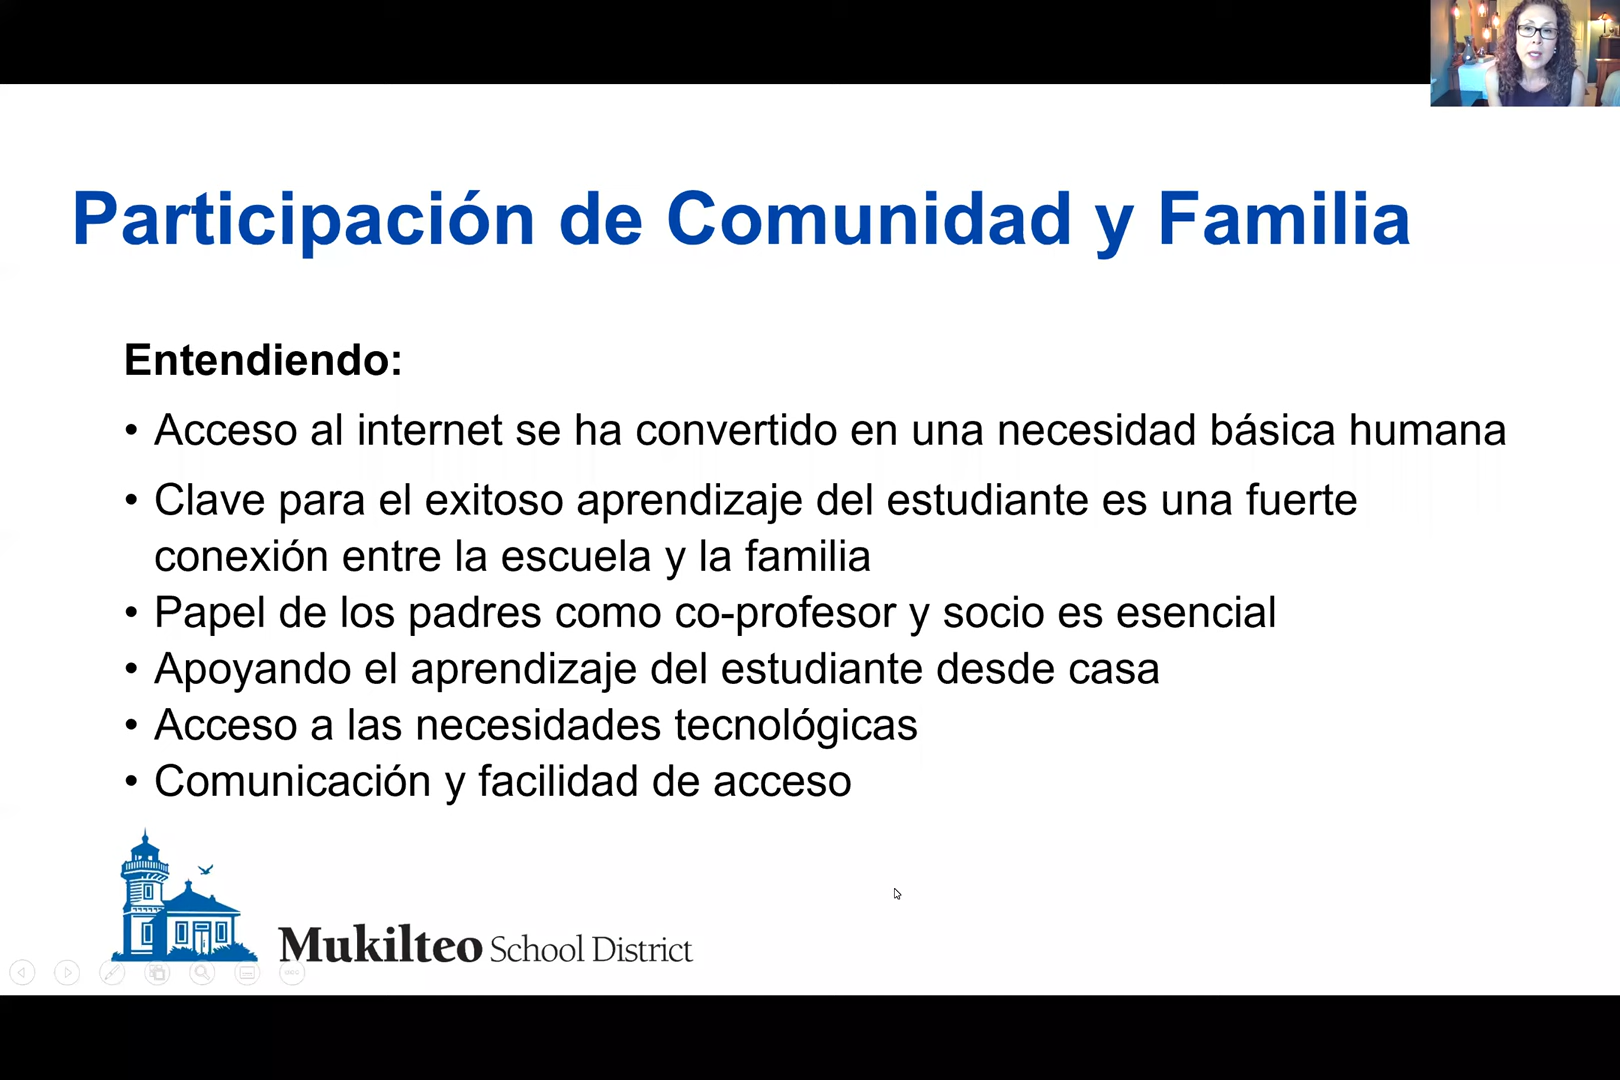 Participación de Comunidad y Familia
Entendiendo:
• Acceso al internet se ha convertido en una necesidad básica humana
• Clave para el exitoso aprendizaje del estudiante es una fuerte
conexión entre la escuela y la familia
• Papel de los padres como co-profesor y socio es esencial
• Apoyando el aprendizaje del estudiante desde casa
• Acceso a las necesidades tecnológicas
• Comunicación y facilidad de acceso
Mukilteo School District